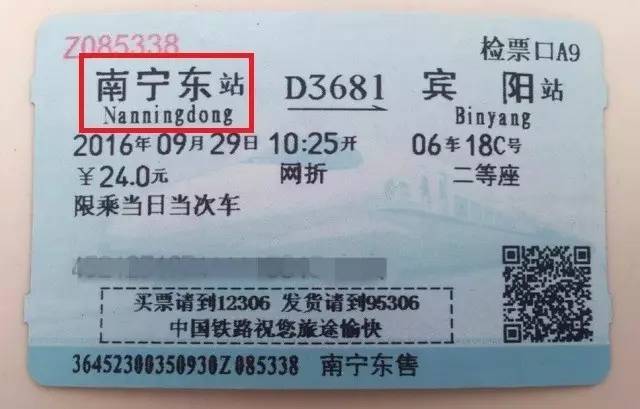 Z085338 检票口A9
南宁东站 D3681 宾阳站
Nanningdong Binyang
2016年09月29日10:25开 06车18C号
￥24.0元 网折 二等座
限乘当日当次车
买票请到12306 发货请到95306
中国铁路祝您旅途愉快
36452300350930Z085338 南宁东售